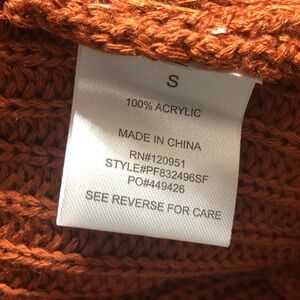 S
100% ACRYLIC
MADE IN CHINA
RN#120951
STYLE#PF832496SF
PO#449426
SEE REVERSE FOR CARE